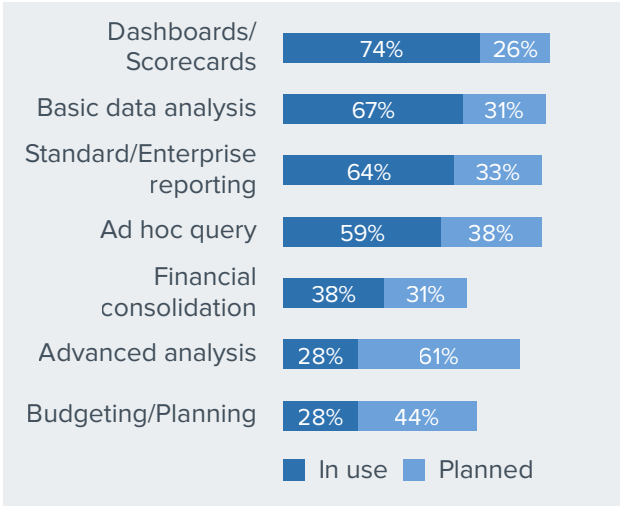 Dashboards/
Scorecards
74% 26%
Basic data analysis 67% 31%
Standard/Enterprise
reporting
64% 33%
Ad hoc query 59% 38%
Financial
consolidation
38% 31%
Advanced analysis 28% 61%
Budgeting/Planning 28% 44%
In use Planned